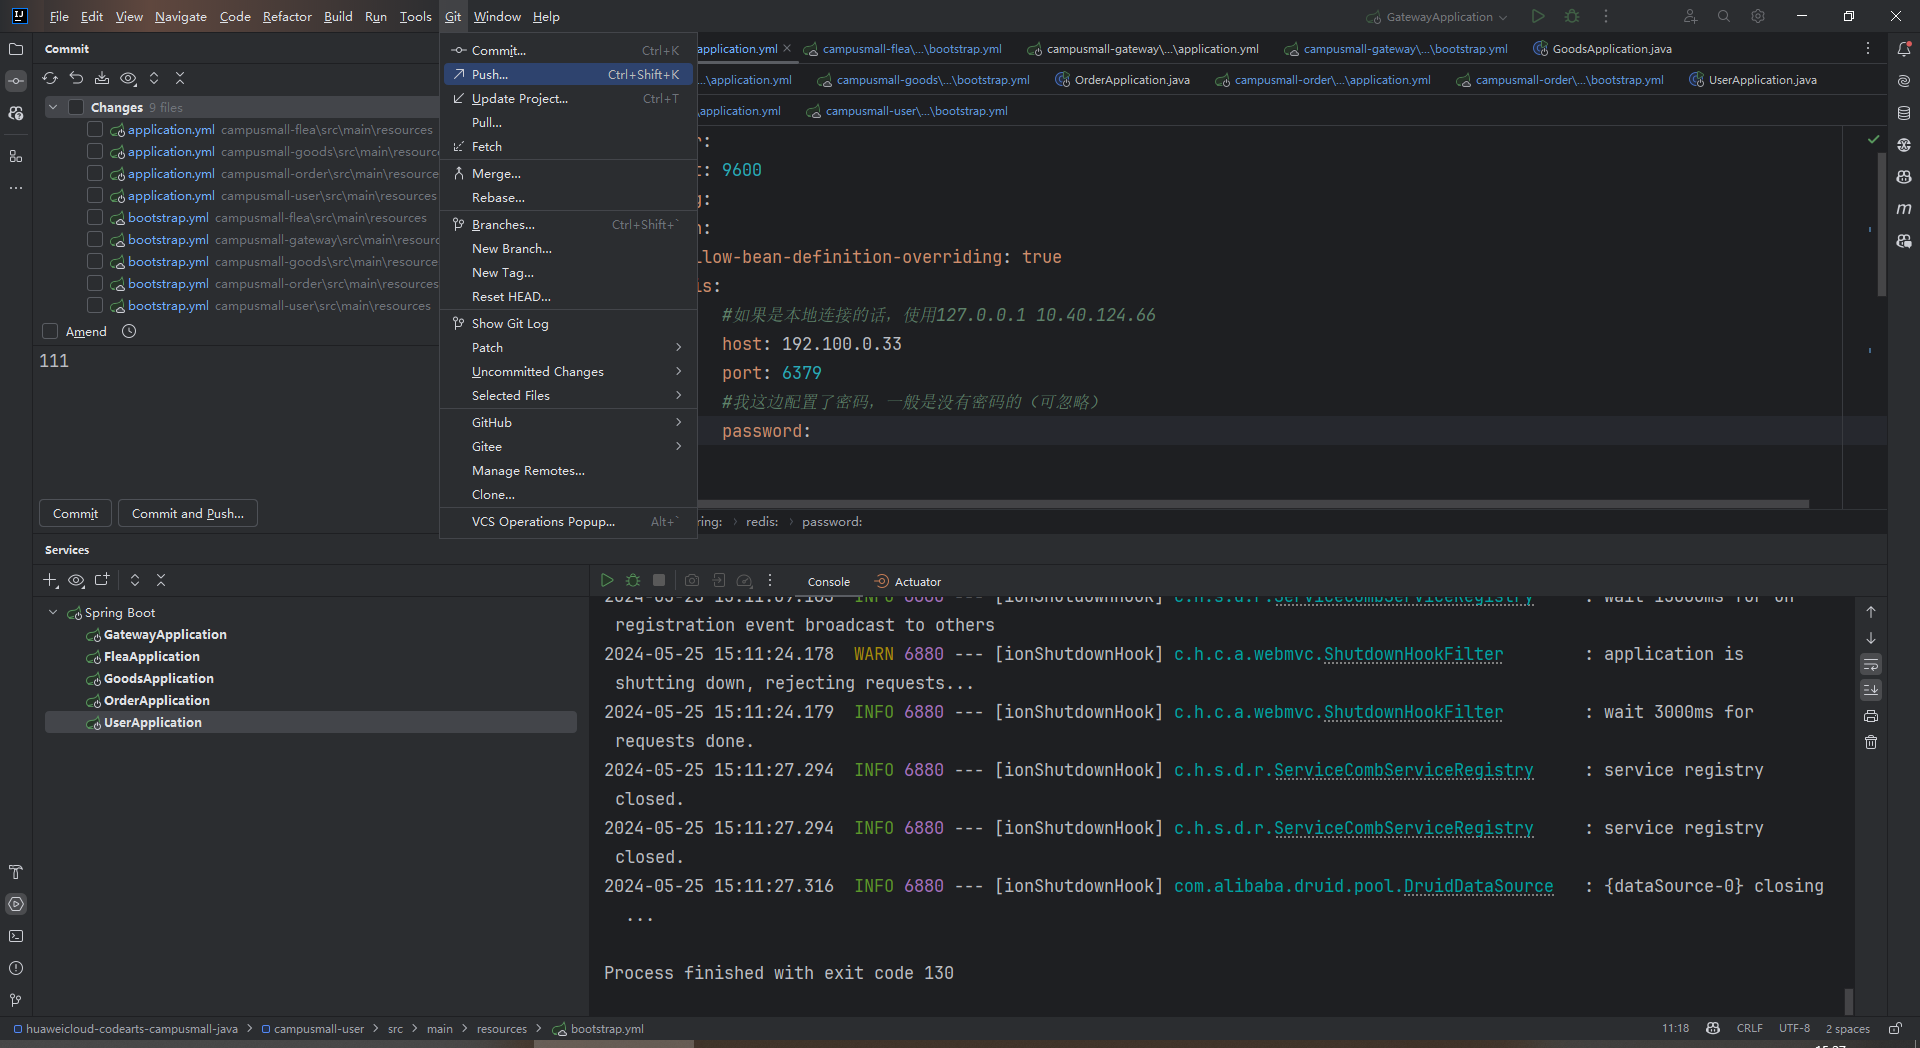 File Edit View Navigate Code Refactor Build Run Tools Git Window Help
GatewayApplication
Commit
Changes 9 files
application.yml campusmall-flea\src\main\resources
application.yml campusmall-goods\src\main\resourc
application.yml campusmall-order\src\main\resource
application.yml campusmall-user\src\main\resources
bootstrap.yml campusmall-flea\src\main\resources
bootstrap.yml campusmall-gateway\src\main\resourc
bootstrap.yml campusmall-goods\src\main\resource
bootstrap.yml campusmall-order\src\main\resources
bootstrap.yml campusmall-user\src\main\resources
Amend
111
Commit Commit and Push...
Commit... Ctrl+K
Push... Ctrl+Shift+K
Update Project... Ctrl+T
Pull...
Fetch
Merge...
Rebase...
Branches... Ctrl+Shift+`
New Branch...
New Tag...
Reset HEAD...
Show Git Log
Patch
Uncommitted Changes
Selected Files
GitHub
Gitee
Manage Remotes...
Clone...
VCS Operations Popup... Alt+`
application.yml campusmall-flea\...\bootstrap.yml campusmall-gateway\...\application.yml campusmall-gateway\...\bootstrap.yml GoodsApplication.java
...\application.yml campusmall-goods\...\bootstrap.yml OrderApplication.java campusmall-order\...\application.yml campusmall-order\...\bootstrap.yml UserApplication.java
\application.yml campusmall-user\...\bootstrap.yml
: 
: 9600
:
:
llow-bean-definition-overriding: true
is:
#如果是本地连接的话，使用127.0.0.1 10.40.124.66
host: 192.100.0.33
port: 6379
#我这边配置了密码，一般是没有密码的（可忽略）
password:
ring: › redis: › password:
Services
Spring Boot
GatewayApplication
FleaApplication
GoodsApplication
OrderApplication
UserApplication
Console Actuator
2024-05-25 15:11:09.163 INFO 6880 --- [ionShutdownHook] c.h.s.d.r.ServiceCombServiceRegistry : wait 15000ms for un
registration event broadcast to others
2024-05-25 15:11:24.178 WARN 6880 --- [ionShutdownHook] c.h.c.a.webmvc.ShutdownHookFilter : application is
shutting down, rejecting requests...
2024-05-25 15:11:24.179 INFO 6880 --- [ionShutdownHook] c.h.c.a.webmvc.ShutdownHookFilter : wait 3000ms for
requests done.
2024-05-25 15:11:27.294 INFO 6880 --- [ionShutdownHook] c.h.s.d.r.ServiceCombServiceRegistry : service registry
closed.
2024-05-25 15:11:27.294 INFO 6880 --- [ionShutdownHook] c.h.s.d.r.ServiceCombServiceRegistry : service registry
closed.
2024-05-25 15:11:27.316 INFO 6880 --- [ionShutdownHook] com.alibaba.druid.pool.DruidDataSource : {dataSource-0} closing
...
Process finished with exit code 130
huaweicloud-codearts-campusmall-java › campusmall-user › src › main › resources › bootstrap.yml
11:18 CRLF UTF-8 2 spaces